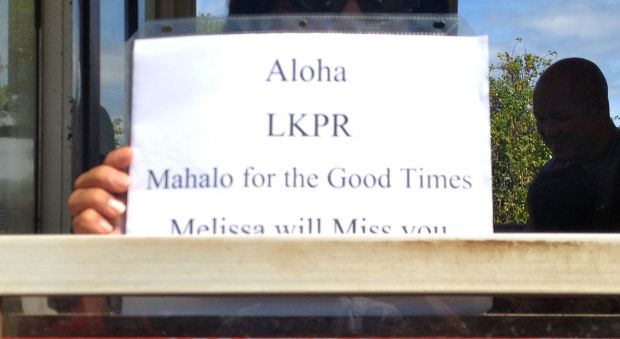 Aloha
LKPR
Mahalo for the Good Times
Melissa will Miss you